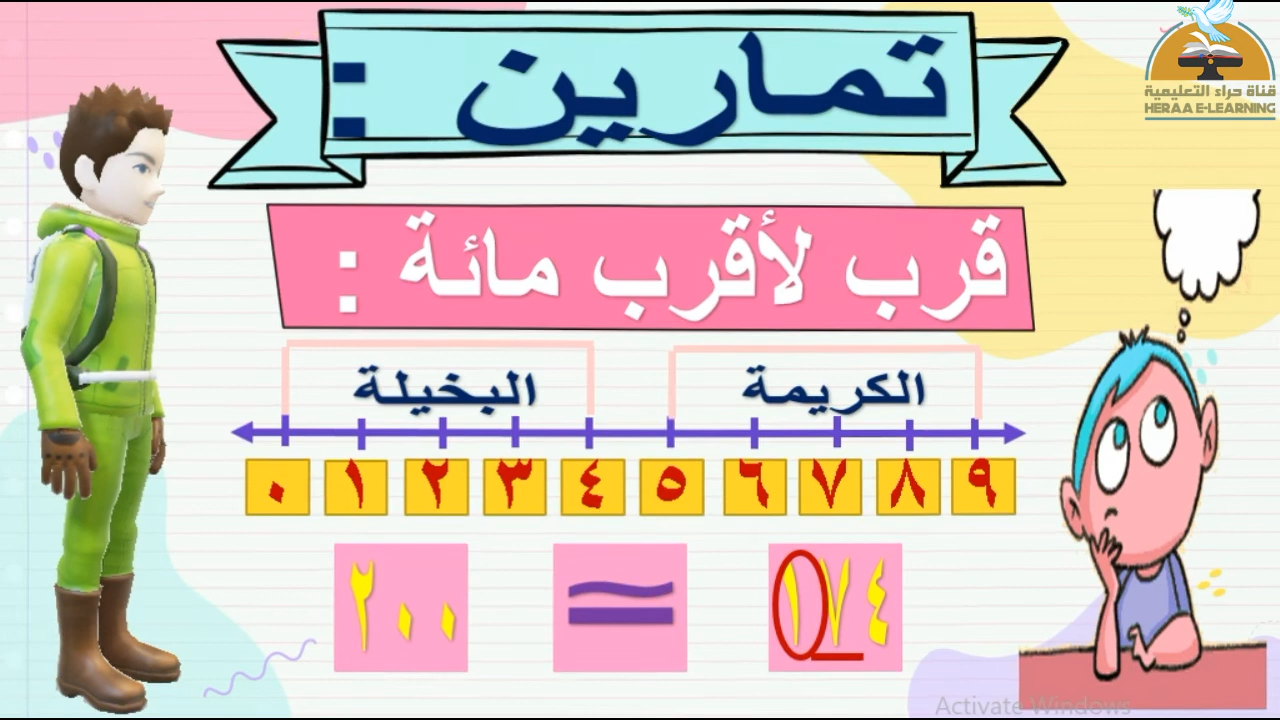 تمارين :
قناة حراء التعليمية
HERAA E-LEARNING
قرب لأقرب مائة :
الكريمة البخيلة
٠ ١ ٢ ٣ ٤ ٥ ٦ ٧ ٨ ٩
١٧٤ ≃ ٢٠٠
Activate Windows